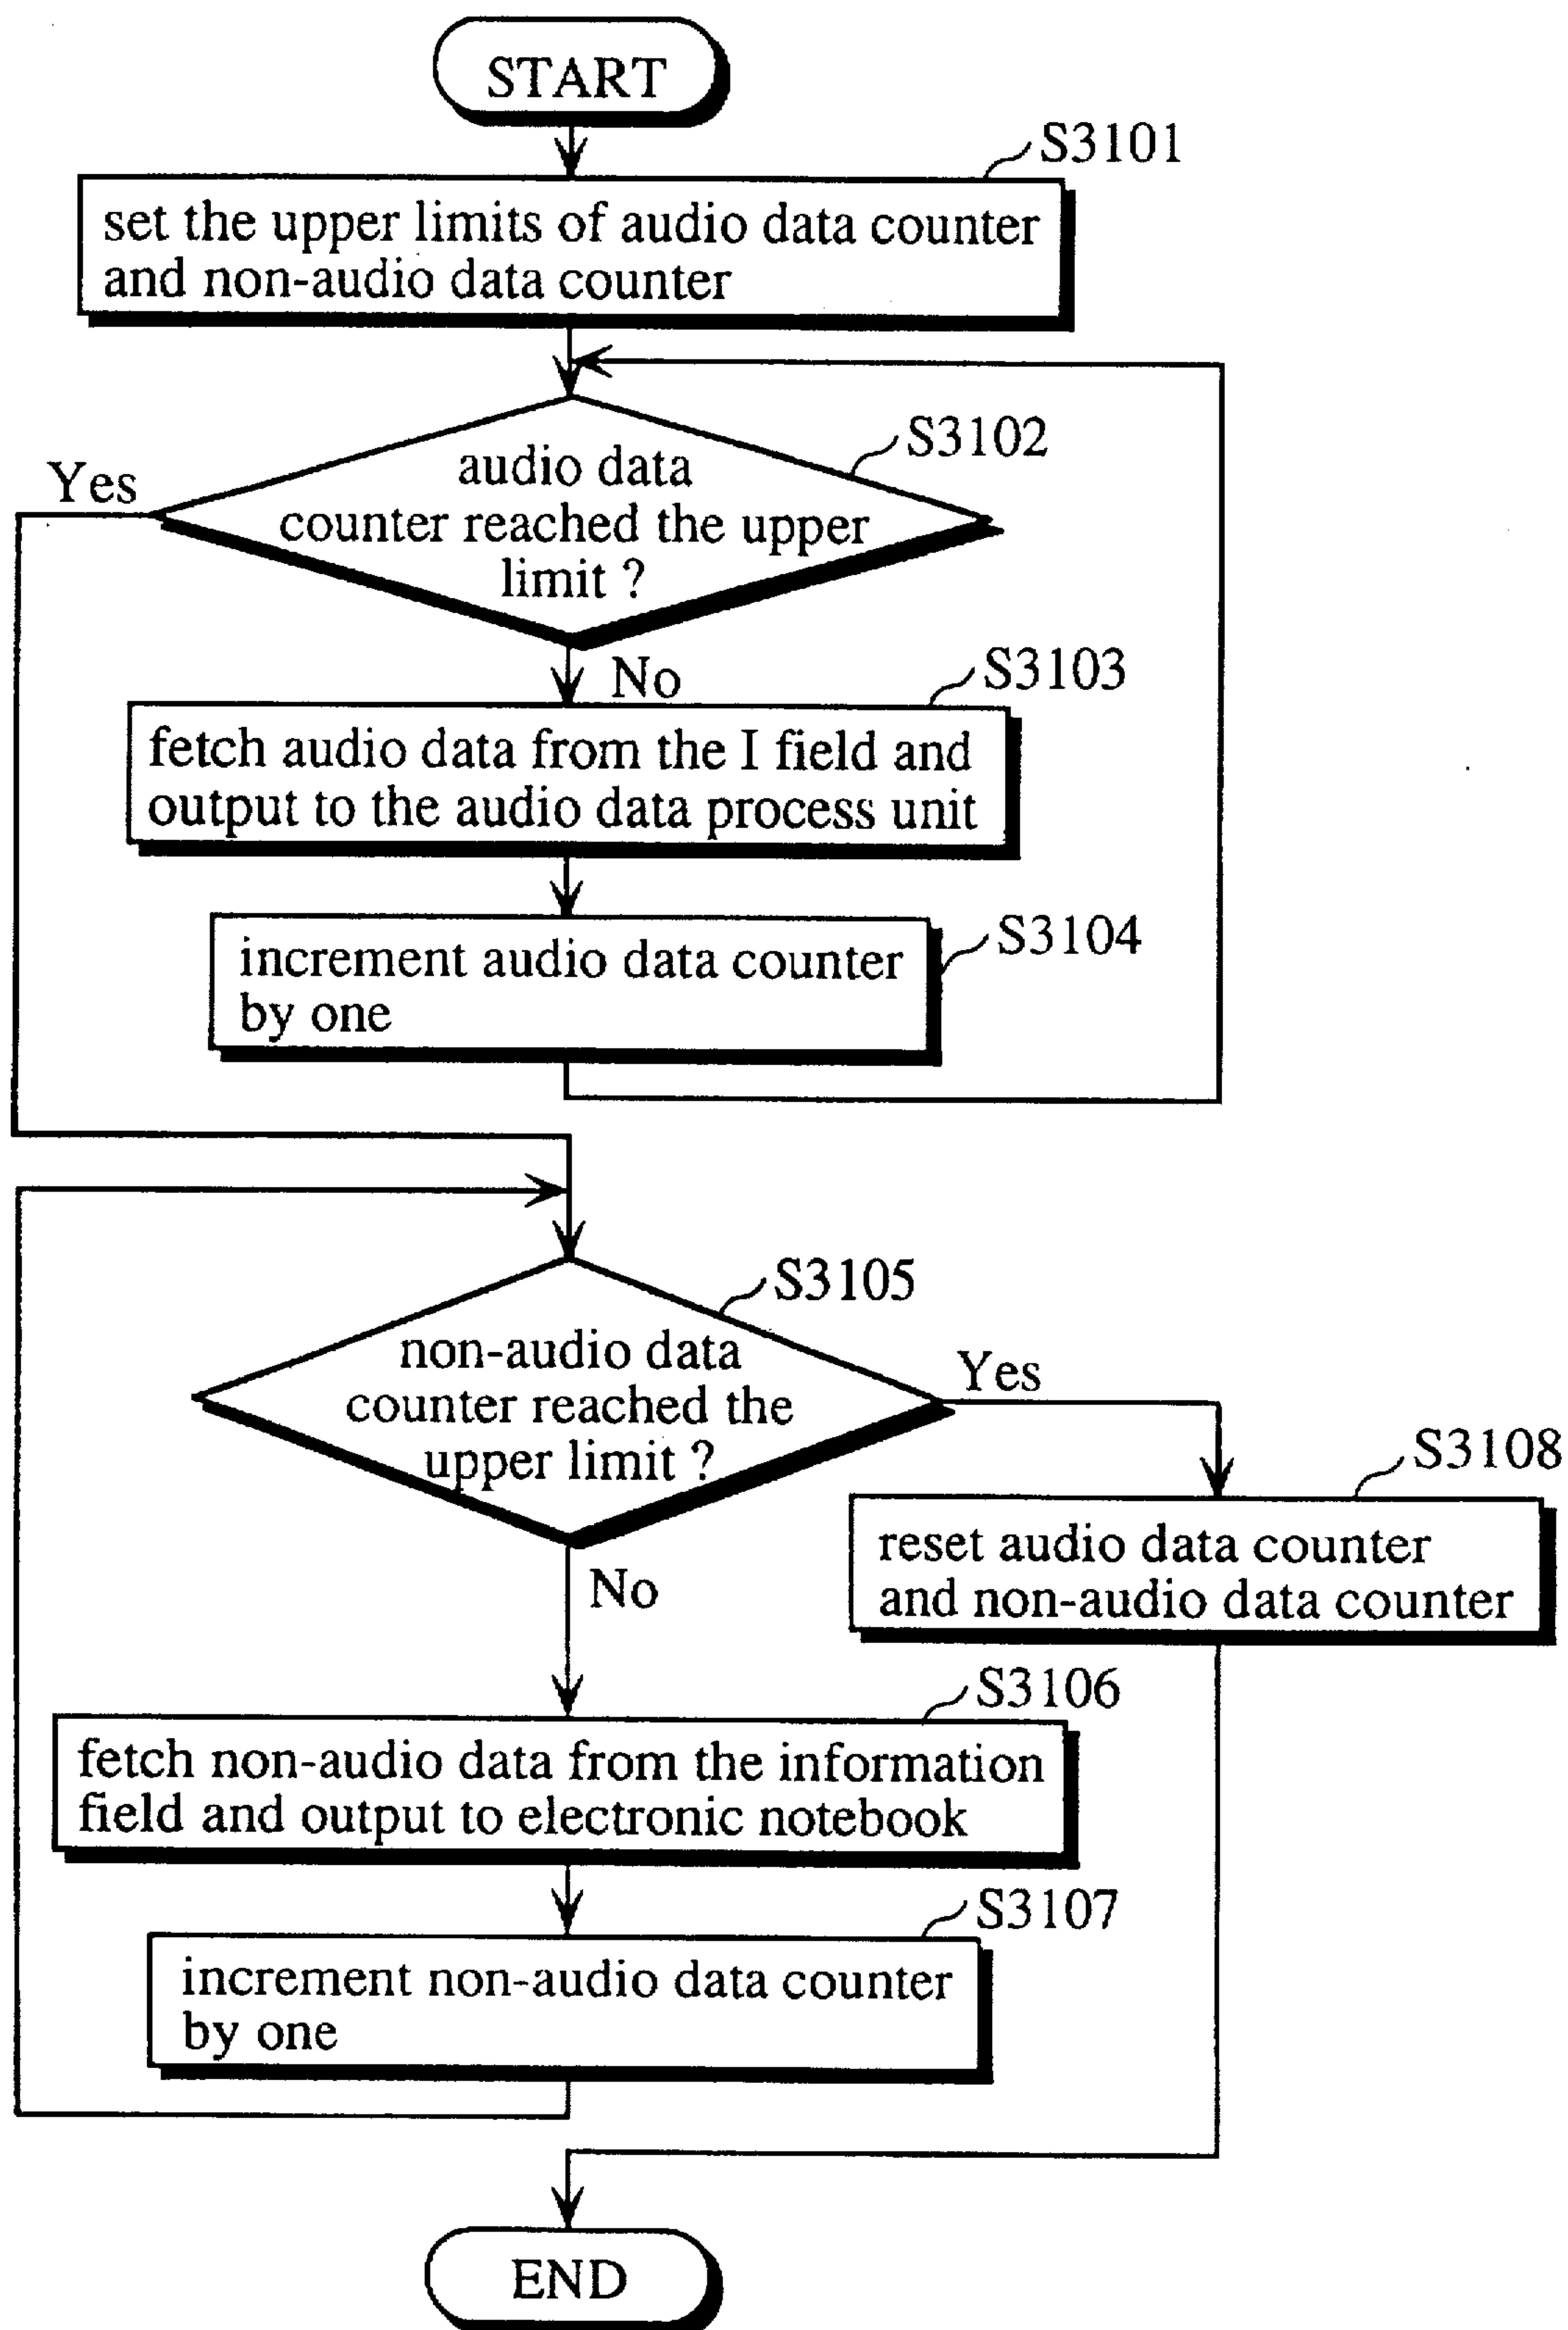 START
S3101
set the upper limits of audio data counter
and non-audio data counter
S3102
Yes
audio data
counter reached the upper
limit ?
No
S3103
fetch audio data from the I field and
output to the audio data process unit
S3104
increment audio data counter
by one
S3105
non-audio data
counter reached the
upper limit ?
Yes
S3108
reset audio data counter
and non-audio data counter
No
S3106
fetch non-audio data from the information
field and output to electronic notebook
S3107
increment non-audio data counter
by one
END